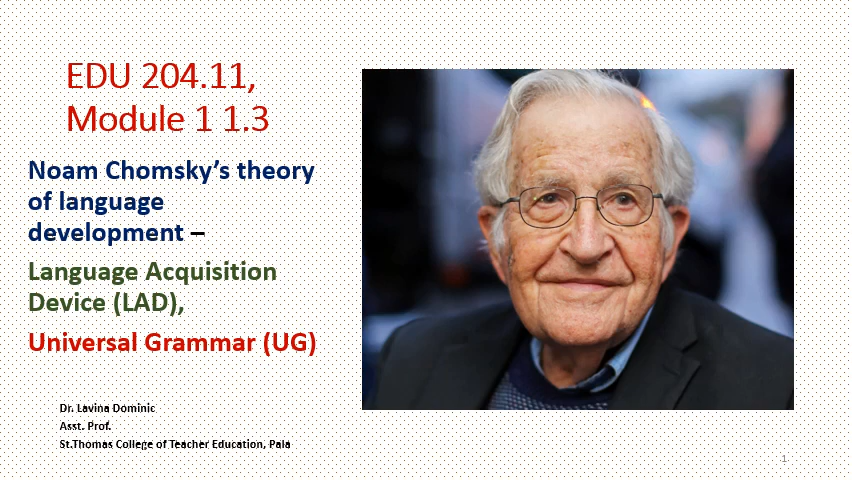 EDU 204.11,
Module 1 1.3
Noam Chomsky’s theory
of language
development –
Language Acquisition
Device (LAD),
Universal Grammar (UG)
Dr. Lavina Dominic
Asst. Prof.
St.Thomas College of Teacher Education, Pala
1